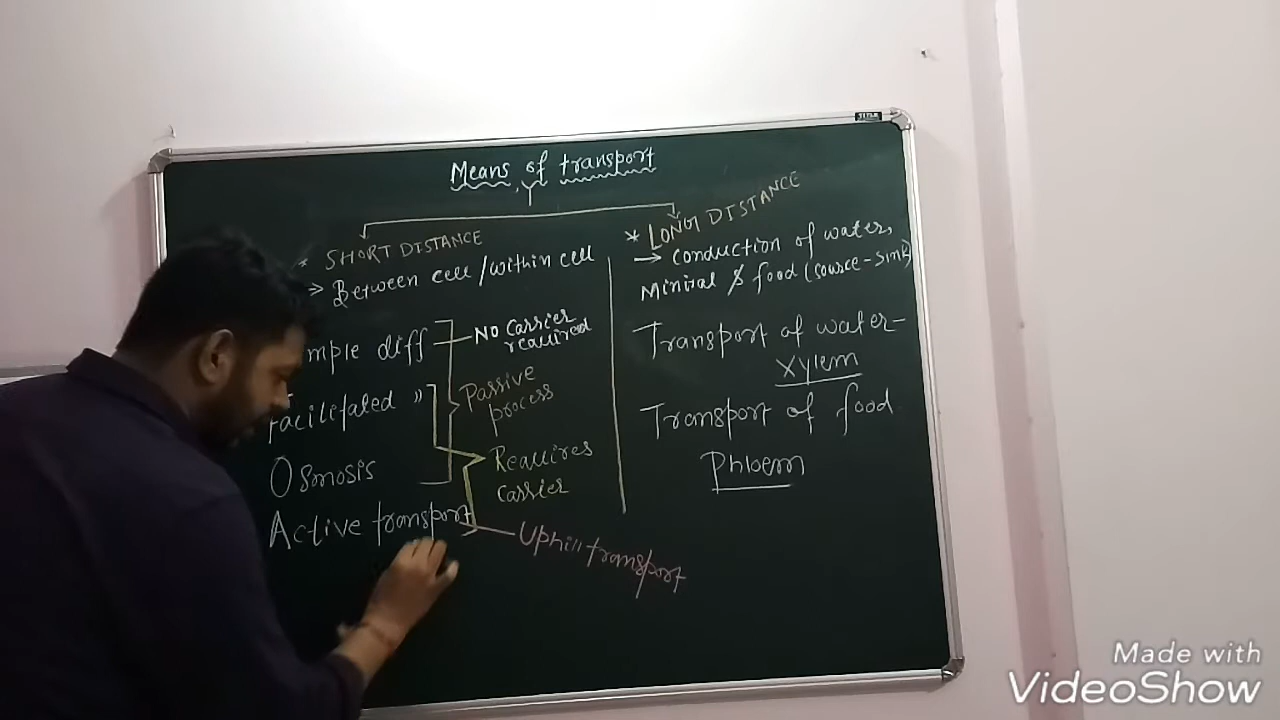 Means of transport
* SHORT DISTANCE
Between cell/within cell
mple diff
No carrier
required
Facilitated "
Passive
process
Osmosis
Requires
carrier
Active transport
Uphill transport
* LONG DISTANCE
→ Conduction of water,
Miniral & food (source-sink)
Transport of water-
Xylem
Transport of food
Phloem
Made with
VideoShow